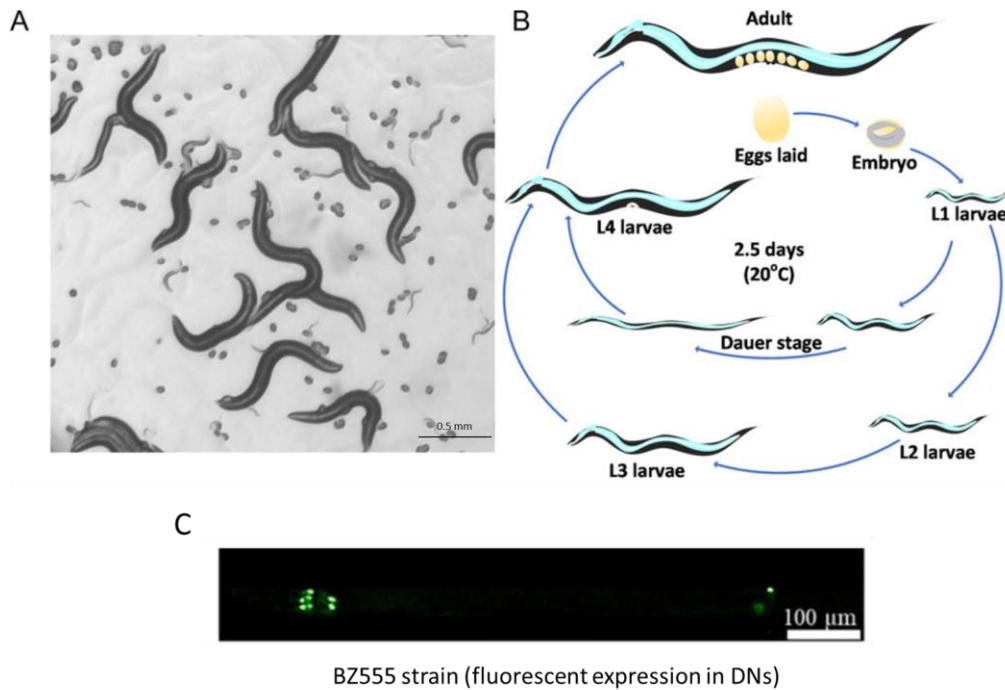 A
0.5 mm
B
Adult
Eggs laid
Embryo
L1 larvae
L4 larvae
2.5 days
(20°C)
Dauer stage
L2 larvae
L3 larvae
C
100 µm
BZ555 strain (fluorescent expression in DNs)